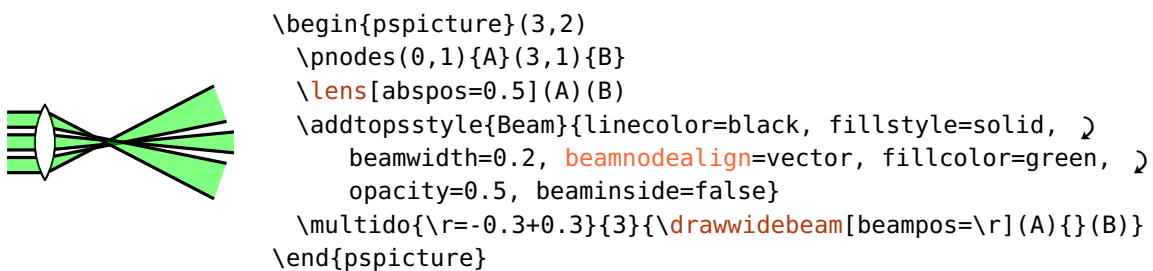 \begin{pspicture}(3,2)
\pnodes(0,1){A}(3,1){B}
\lens[abspos=0.5](A)(B)
\addtopsstyle{Beam}{linecolor=black, fillstyle=solid, 
beamwidth=0.2, beamnodealign=vector, fillcolor=green, 
opacity=0.5, beaminside=false}
\multido{\r=-0.3+0.3}{3}{\drawwidebeam[beampos=\r](A){}(B)}
\end{pspicture}